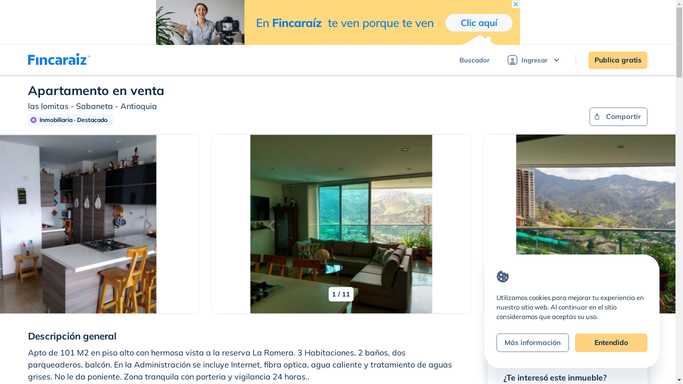 En Fincaraíz te ven porque te ven
Clic aquí
Fincaraíz
Buscador
Ingresar
Publica gratis
Apartamento en venta
las lomitas - Sabaneta - Antioquia
Inmobiliaria - Destacado
Compartir
1 / 11
Utilizamos cookies para mejorar tu experiencia en
nuestro sitio web. Al continuar en el sitio
consideramos que aceptas su uso.
Más información
Entendido
Descripción general
Apto de 101 M2 en piso alto con hermosa vista a la reserva La Romera. 3 Habitaciones. 2 baños, dos
parqueaderos, balcón. En la Administración se incluye Internet, fibra optica, agua caliente y tratamiento de aguas
grises. No le da poniente. Zona tranquila con porteria y vigilancia 24 horas..
¿Te interesó este inmueble?